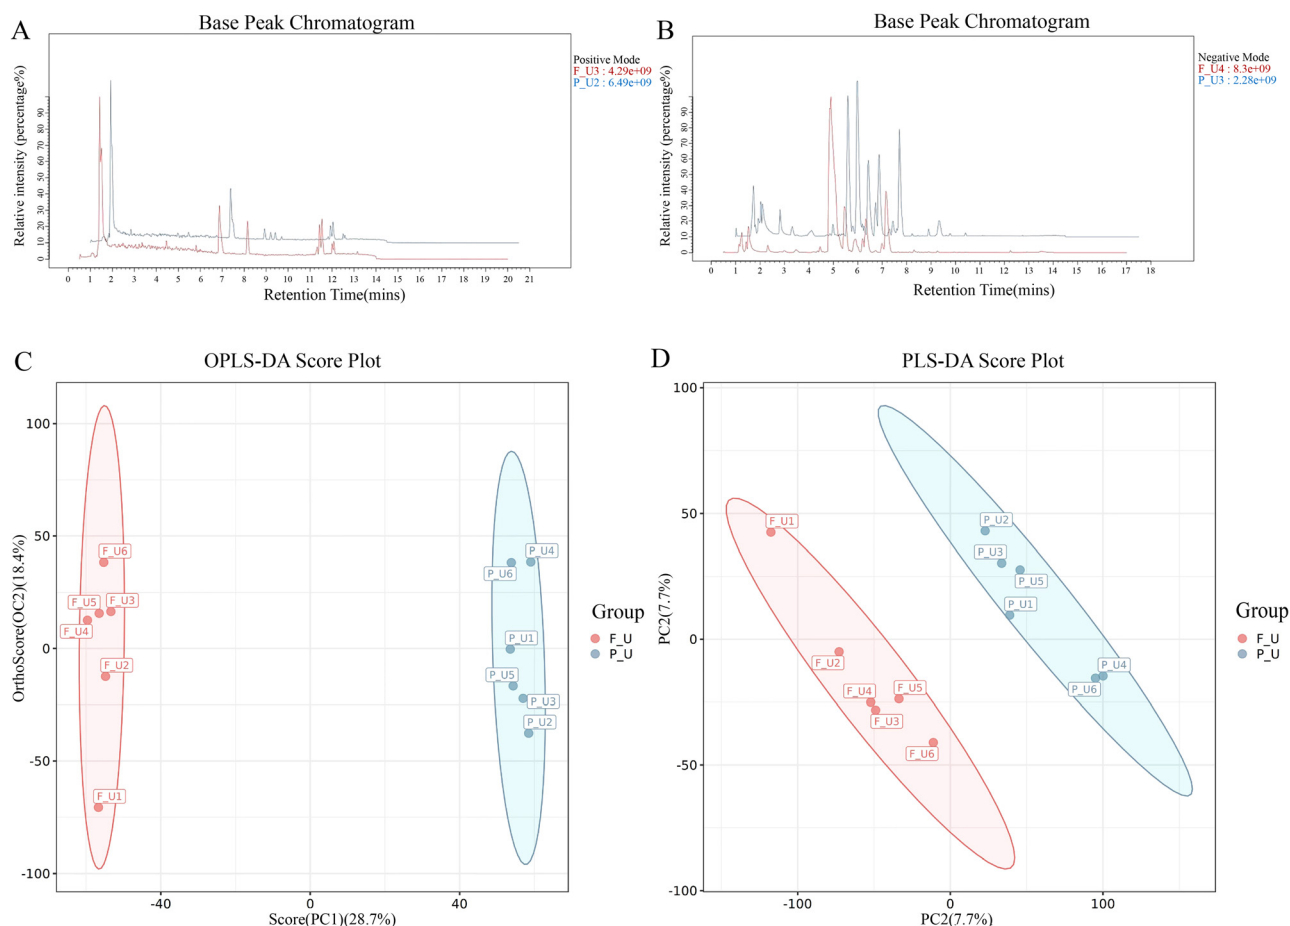 A
Base Peak Chromatogram
Positive Mode
F_U3 : 4.29e+09
P_U2 : 6.49e+09
Relative intensity (percentage%)
90
80
70
60
50
40
30
20
10
0
0 1 2 3 4 5 6 7 8 9 10 11 12 13 14 15 16 17 18 19 20 21
Retention Time(mins)
B
Base Peak Chromatogram
Negative Mode
F_U4 : 8.3e+09
P_U3 : 2.28e+09
Relative intensity (percentage%)
90
80
70
60
50
40
30
20
10
0
0 1 2 3 4 5 6 7 8 9 10 11 12 13 14 15 16 17 18
Retention Time(mins)
C
OPLS-DA Score Plot
OrthoScore(OC2)(18.4%)
100
50
0
-50
-100
F_U6
F_U5
F_U3
F_U4
F_U2
F_U1
P_U4
P_U6
P_U1
P_U5
P_U3
P_U2
-40 0 40
Score(PC1)(28.7%)
Group
F_U
P_U
D
PLS-DA Score Plot
PC2(7.7%)
100
50
0
-50
-100
F_U1
F_U2
F_U4
F_U5
F_U3
F_U6
P_U2
P_U3
P_U5
P_U1
P_U4
P_U6
-100 0 100
PC2(7.7%)
Group
F_U
P_U